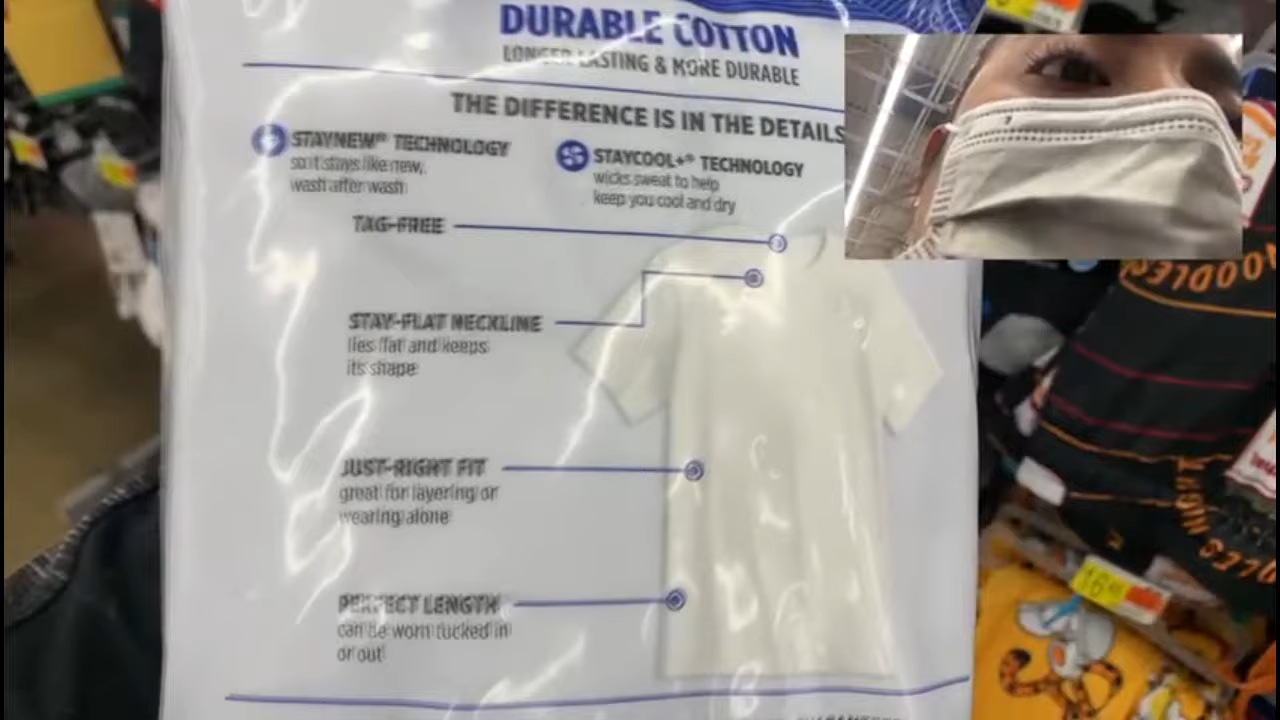 DURABLE COTTON
LONGER LASTING & MORE DURABLE
THE DIFFERENCE IS IN THE DETAILS
STAYNEW® TECHNOLOGY
so it stays like new,
wash after wash
STAYCOOL+® TECHNOLOGY
wicks sweat to help
keep you cool and dry
TAG-FREE
STAY-FLAT NECKLINE
lies flat and keeps
its shape
JUST-RIGHT FIT
great for layering or
wearing alone
PERFECT LENGTH
can be worn tucked in
or out
NOODLES